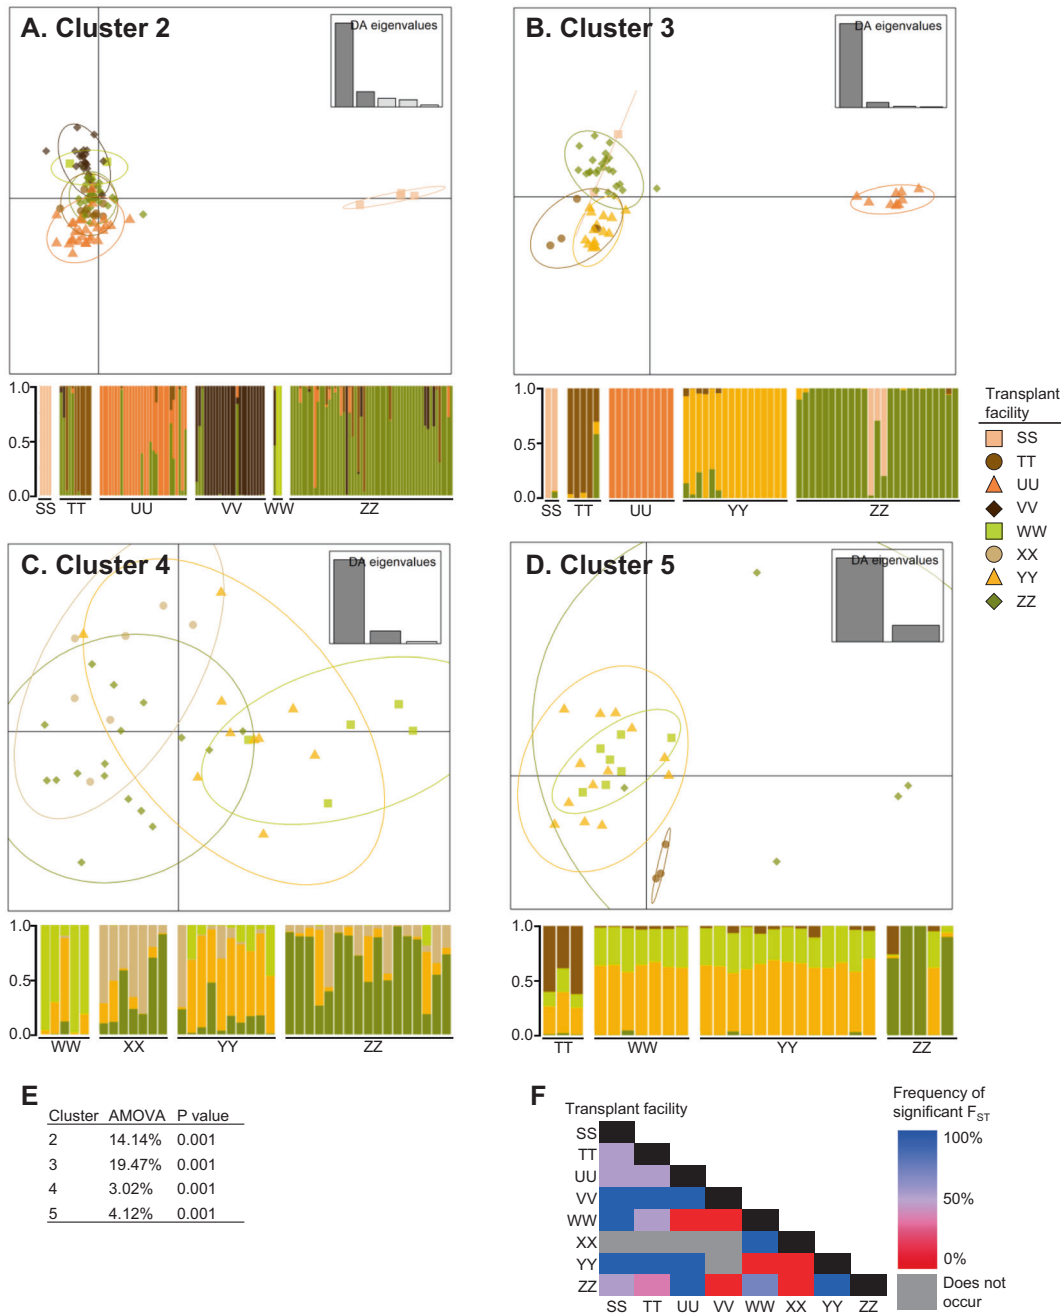 A. Cluster 2
DA eigenvalues
1.0
0.5
0.0
SS TT UU VV WW ZZ
B. Cluster 3
DA eigenvalues
1.0
0.5
0.0
SS TT UU YY ZZ
Transplant
facility
SS
TT
UU
VV
WW
XX
YY
ZZ
C. Cluster 4
DA eigenvalues
1.0
0.5
0.0
WW XX YY ZZ
D. Cluster 5
DA eigenvalues
1.0
0.5
0.0
TT WW YY ZZ
E
Cluster AMOVA P value
2 14.14% 0.001
3 19.47% 0.001
4 3.02% 0.001
5 4.12% 0.001
F
Transplant facility
SS
TT
UU
VV
WW
XX
YY
ZZ
SS TT UU VV WW XX YY ZZ
Frequency of
significant FST
100%
50%
0%
Does not
occur